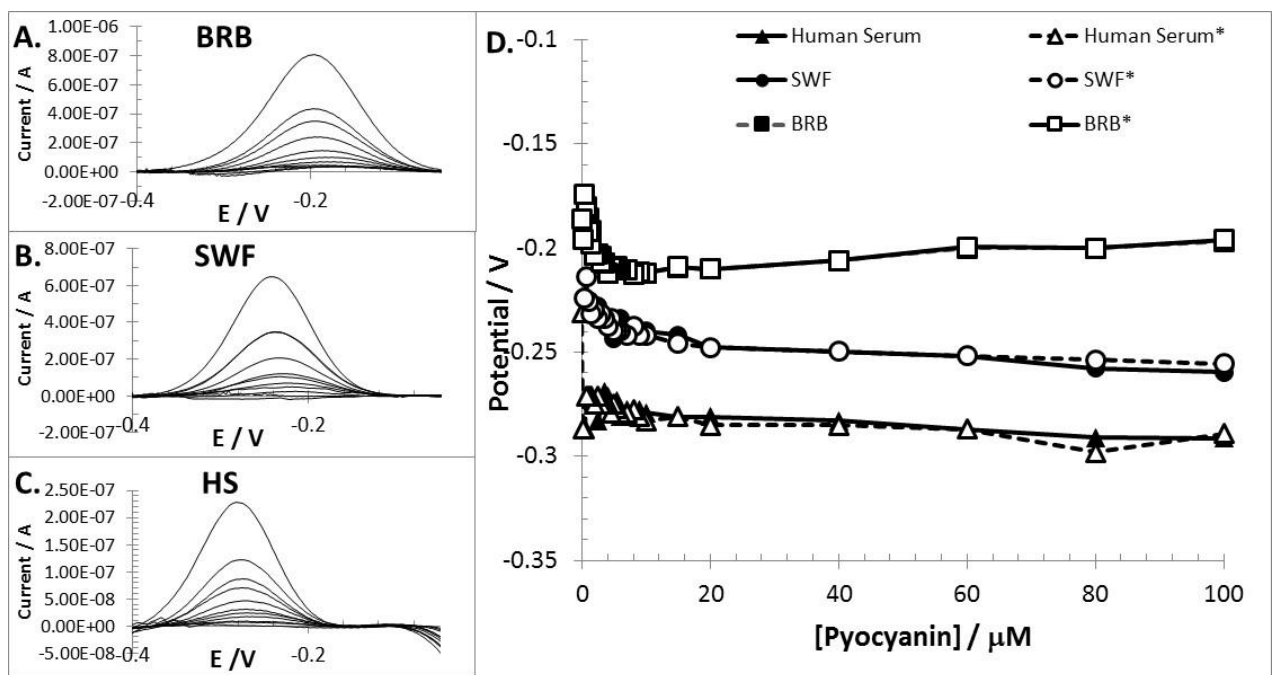 A. BRB
1.00E-06
8.00E-07
6.00E-07
4.00E-07
2.00E-07
0.00E+00
-2.00E-07
-0.4 -0.2
Current / A
E / V
B. SWF
8.00E-07
6.00E-07
4.00E-07
2.00E-07
0.00E+00
-2.00E-07
-0.4 -0.2
Current / A
E / V
C. HS
2.50E-07
2.00E-07
1.50E-07
1.00E-07
5.00E-08
0.00E+00
-5.00E-08
-0.4 -0.2
Current / A
E /V
D.
Human Serum Human Serum*
SWF SWF*
BRB BRB*
-0.1
-0.15
-0.2
-0.25
-0.3
-0.35
Potential / V
0 20 40 60 80 100
[Pyocyanin] / µM